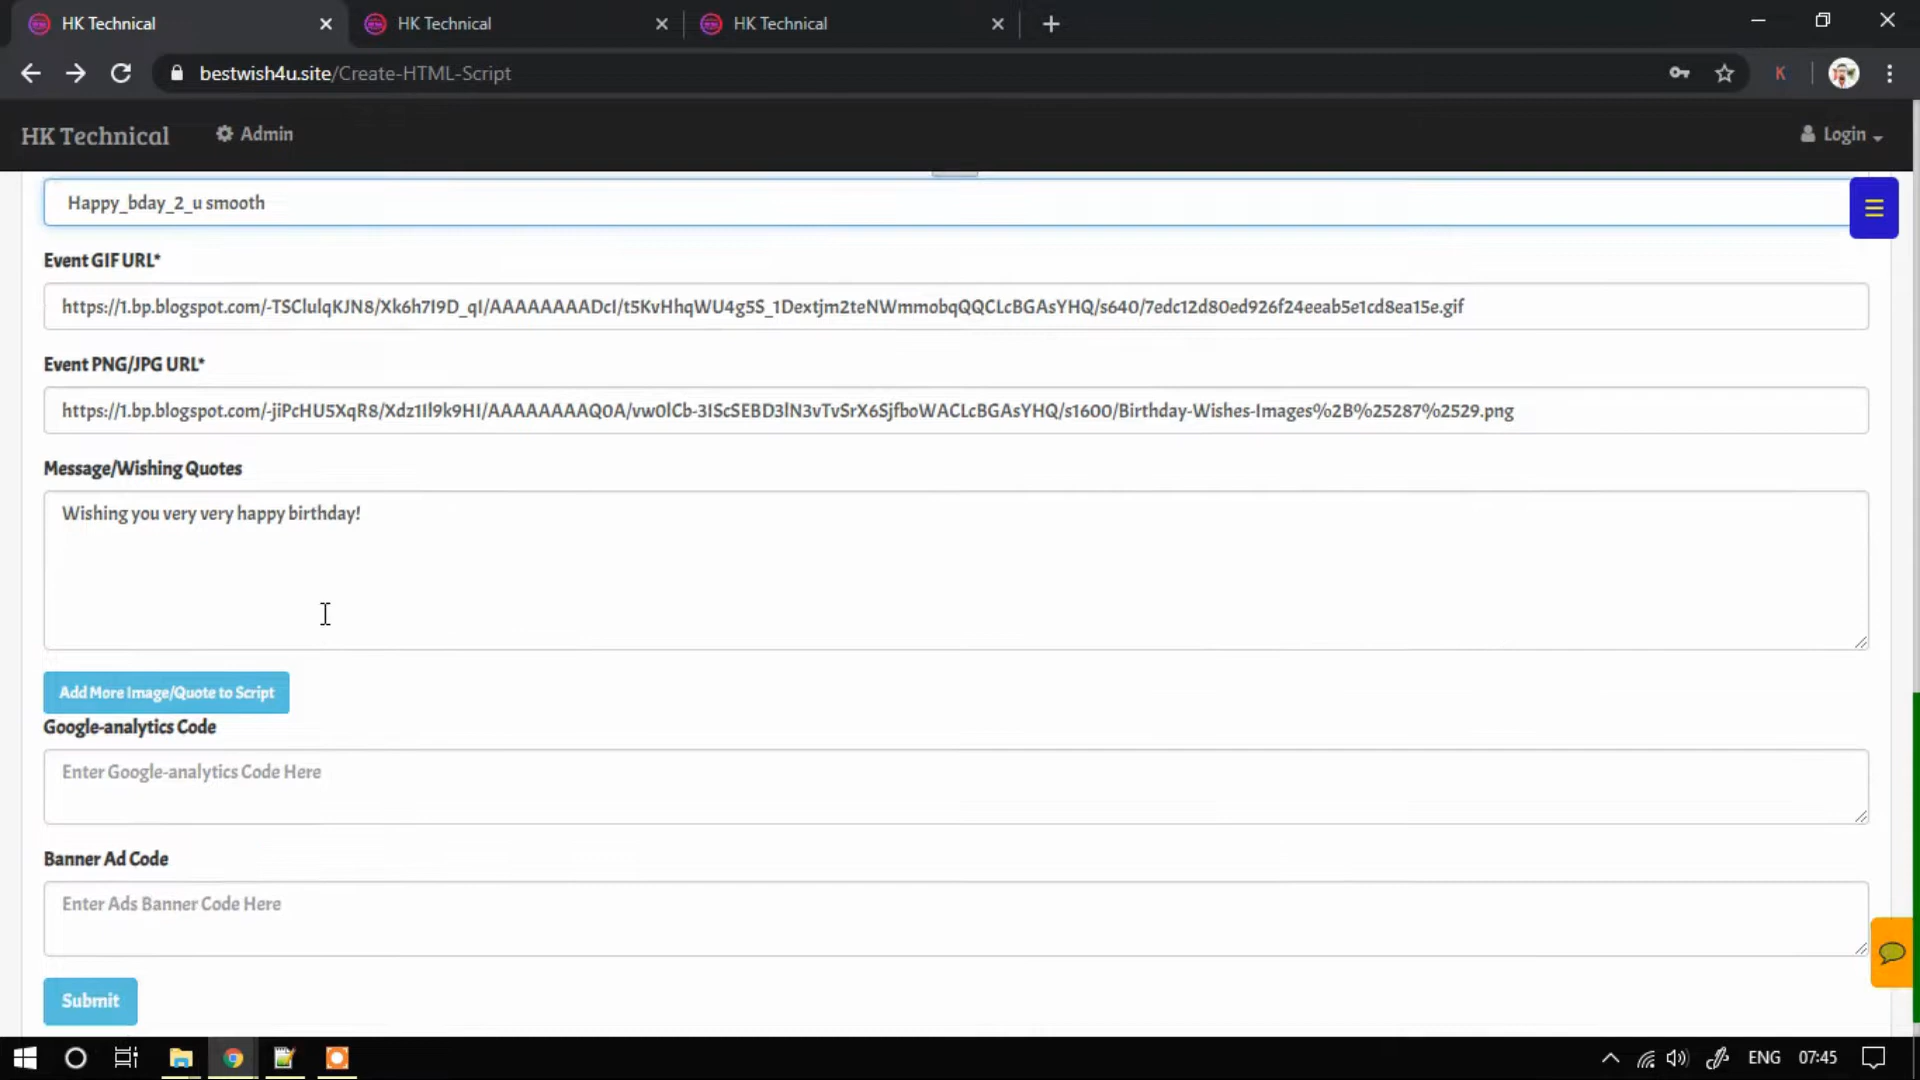 HK Technical
HK Technical
HK Technical
bestwish4u.site/Create-HTML-Script
K
HK Technical
Admin
Login
Happy_bday_2_u smooth
Event GIF URL*
https://1.bp.blogspot.com/-TSClulqKJN8/Xk6h7I9D_qI/AAAAAAAADcI/t5KvHhqWU4g5S_1Dextjm2teNWmmobqQQCLcBGAsYHQ/s640/7edc12d80ed926f24eeab5e1cd8ea15e.gif
Event PNG/JPG URL*
https://1.bp.blogspot.com/-jiPcHU5XqR8/Xdz1Il9k9HI/AAAAAAAAQ0A/vw0lCb-3IScSEBD3lN3vTvSrX6SjfboWACLcBGAsYHQ/s1600/Birthday-Wishes-Images%2B%25287%2529.png
Message/Wishing Quotes
Wishing you very very happy birthday!
Add More Image/Quote to Script
Google-analytics Code
Enter Google-analytics Code Here
Banner Ad Code
Enter Ads Banner Code Here
Submit
ENG
07:45